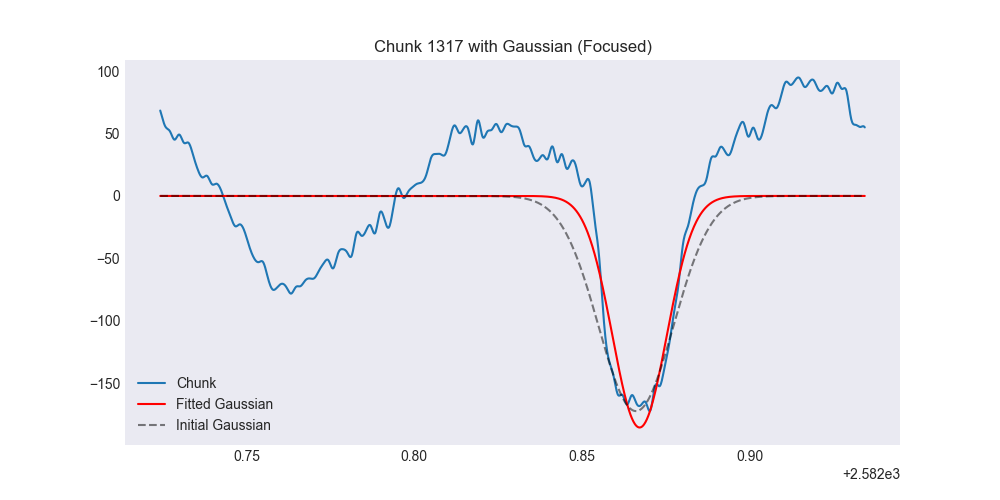 Chunk 1317 with Gaussian (Focused)
100
50
0
−50
−100
−150
Chunk
Fitted Gaussian
Initial Gaussian
0.75 0.80 0.85 0.90
+2.582e3